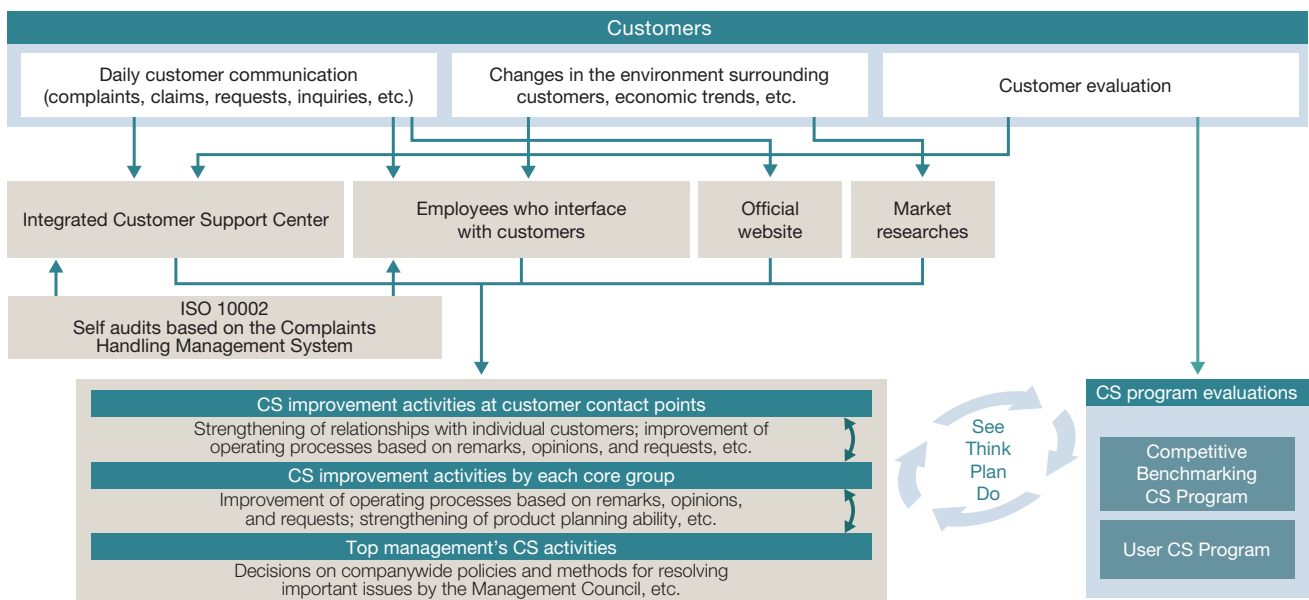 Customers
Daily customer communication
(complaints, claims, requests, inquiries, etc.)
Changes in the environment surrounding
customers, economic trends, etc.
Customer evaluation
Integrated Customer Support Center
Employees who interface
with customers
Official
website
Market
researches
ISO 10002
Self audits based on the Complaints
Handling Management System
CS improvement activities at customer contact points
Strengthening of relationships with individual customers; improvement of
operating processes based on remarks, opinions, and requests, etc.
CS improvement activities by each core group
Improvement of operating processes based on remarks, opinions,
and requests; strengthening of product planning ability, etc.
Top management's CS activities
Decisions on companywide policies and methods for resolving
important issues by the Management Council, etc.
See
Think
Plan
Do
CS program evaluations
Competitive
Benchmarking
CS Program
User CS Program